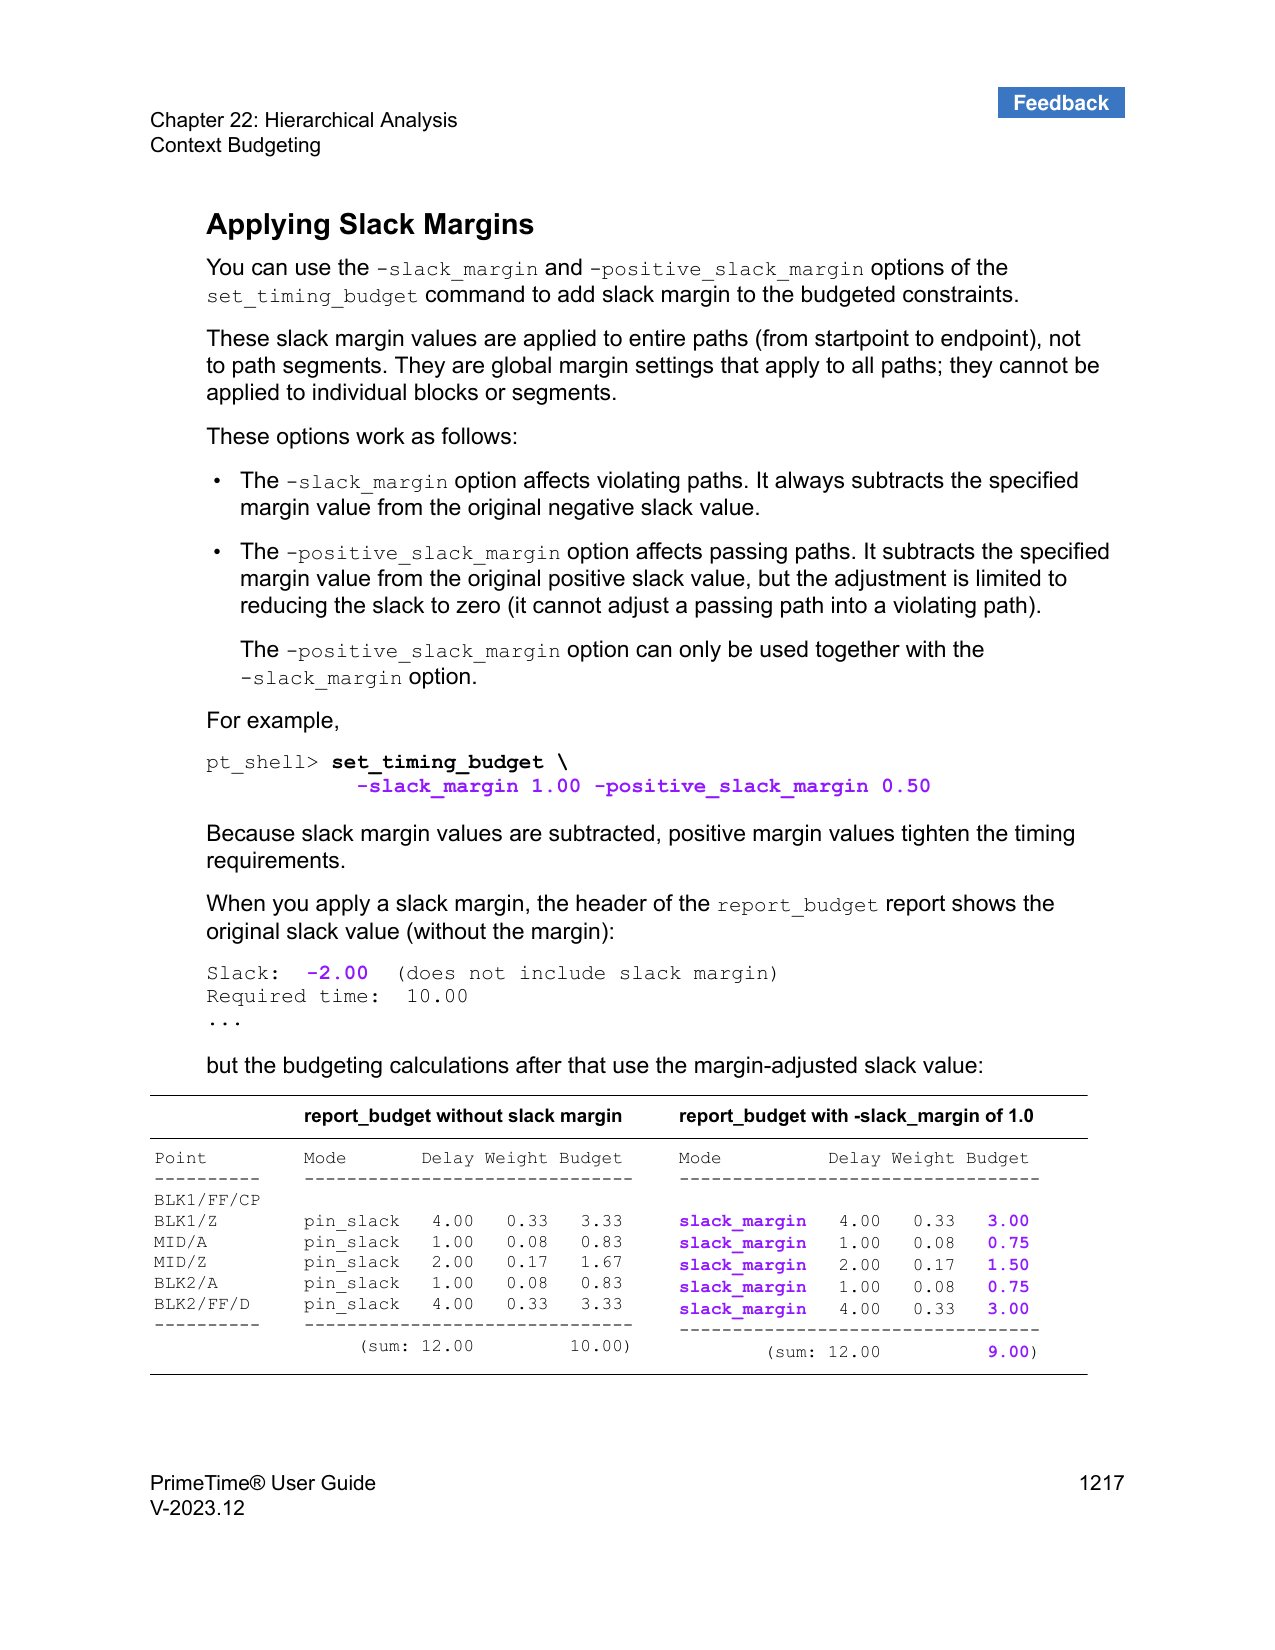 Feedback
Chapter 22: Hierarchical Analysis
Context Budgeting
Applying Slack Margins
You can use the -slack_margin and -positive_slack_margin options of the
set_timing_budget command to add slack margin to the budgeted constraints.
These slack margin values are applied to entire paths (from startpoint to endpoint), not
to path segments. They are global margin settings that apply to all paths; they cannot be
applied to individual blocks or segments.
These options work as follows:
• The -slack_margin option affects violating paths. It always subtracts the specified
margin value from the original negative slack value.
• The -positive_slack_margin option affects passing paths. It subtracts the specified
margin value from the original positive slack value, but the adjustment is limited to
reducing the slack to zero (it cannot adjust a passing path into a violating path).
The -positive_slack_margin option can only be used together with the
-slack_margin option.
For example,
pt_shell> set_timing_budget \
-slack_margin 1.00 -positive_slack_margin 0.50
Because slack margin values are subtracted, positive margin values tighten the timing
requirements.
When you apply a slack margin, the header of the report_budget report shows the
original slack value (without the margin):
Slack:  -2.00  (does not include slack margin)
Required time:  10.00
...
but the budgeting calculations after that use the margin-adjusted slack value:
report_budget without slack margin report_budget with -slack_margin of 1.0
Point Mode Delay Weight Budget Mode Delay Weight Budget
---------- ------------------------------- ----------------------------------
BLK1/FF/CP
BLK1/Z pin_slack 4.00 0.33 3.33 slack_margin 4.00 0.33 3.00
MID/A pin_slack 1.00 0.08 0.83 slack_margin 1.00 0.08 0.75
MID/Z pin_slack 2.00 0.17 1.67 slack_margin 2.00 0.17 1.50
BLK2/A pin_slack 1.00 0.08 0.83 slack_margin 1.00 0.08 0.75
BLK2/FF/D pin_slack 4.00 0.33 3.33 slack_margin 4.00 0.33 3.00
---------- ------------------------------- ----------------------------------
(sum: 12.00 10.00) (sum: 12.00 9.00)
PrimeTime® User Guide 1217
V-2023.12